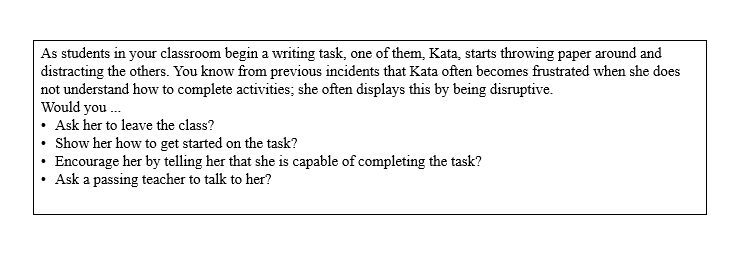 As students in your classroom begin a writing task, one of them, Kata, starts throwing paper around and
distracting the others. You know from previous incidents that Kata often becomes frustrated when she does
not understand how to complete activities; she often displays this by being disruptive.
Would you ...
• Ask her to leave the class?
• Show her how to get started on the task?
• Encourage her by telling her that she is capable of completing the task?
• Ask a passing teacher to talk to her?